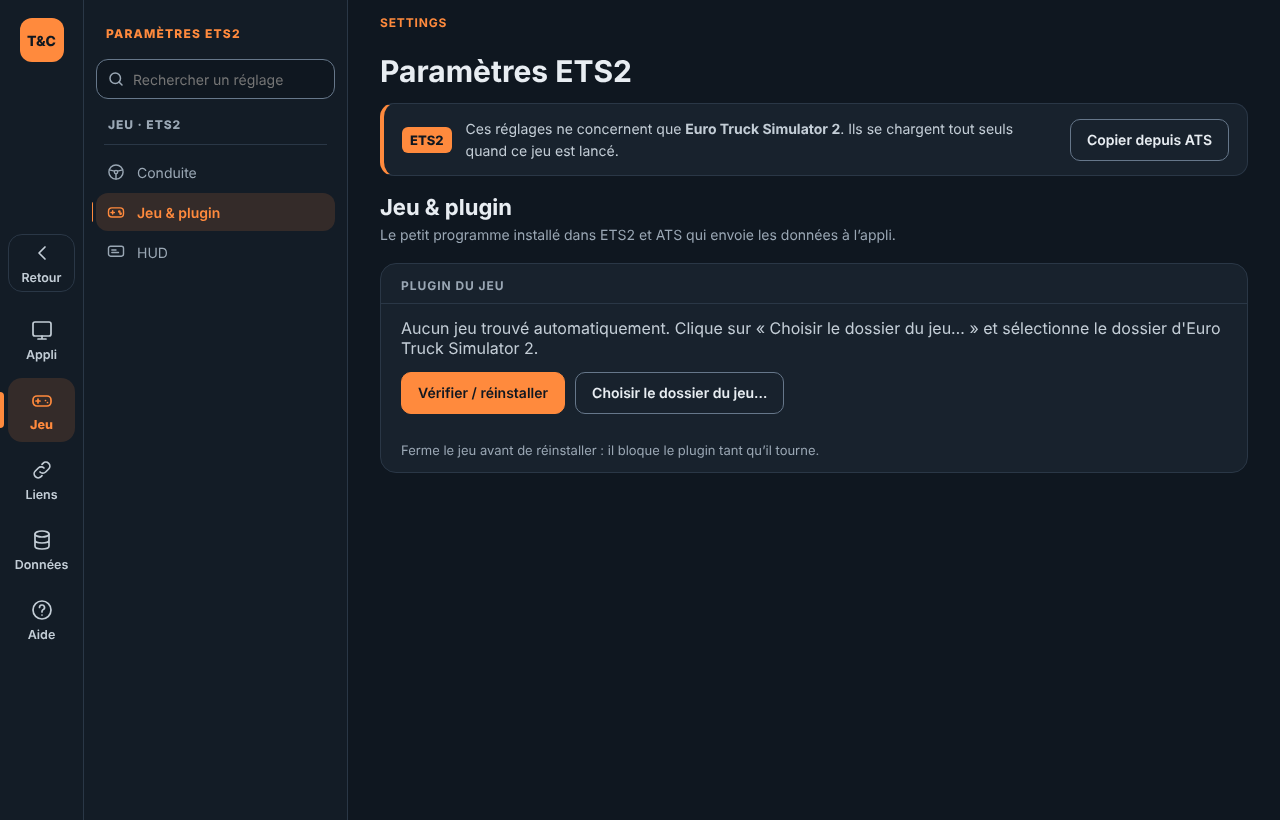 T&C
Retour
Appli
Jeu
Liens
Données
Aide
PARAMÈTRES ETS2
Rechercher un réglage
JEU · ETS2
Conduite
Jeu & plugin
HUD
SETTINGS
Paramètres ETS2
ETS2
Ces réglages ne concernent que Euro Truck Simulator 2. Ils se chargent tout seuls
quand ce jeu est lancé.
Copier depuis ATS
Jeu & plugin
Le petit programme installé dans ETS2 et ATS qui envoie les données à l’appli.
PLUGIN DU JEU
Aucun jeu trouvé automatiquement. Clique sur « Choisir le dossier du jeu… » et sélectionne le dossier d'Euro
Truck Simulator 2.
Vérifier / réinstaller
Choisir le dossier du jeu…
Ferme le jeu avant de réinstaller : il bloque le plugin tant qu’il tourne.